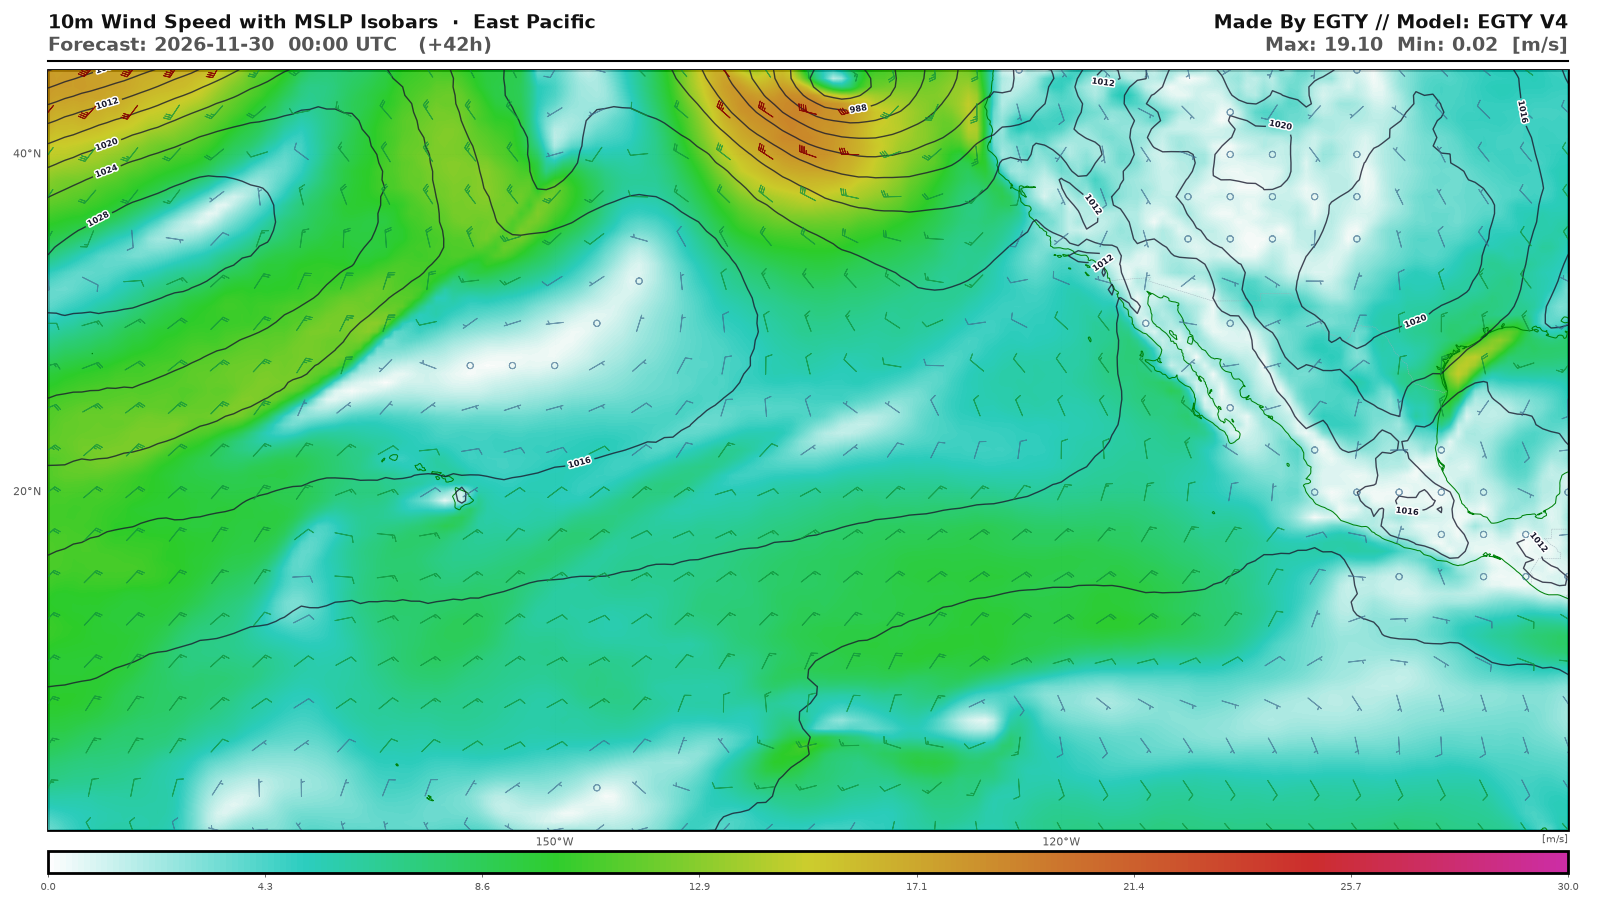 10m Wind Speed with MSLP Isobars · East Pacific
Made By EGTY // Model: EGTY V4
Forecast: 2026-11-30 00:00 UTC (+42h)
Max: 19.10 Min: 0.02 [m/s]
1012
1012
988
1016
1020
1020
40°N
1024
1028
1012
1012
1020
1016
20°N
1016
1012
150°W
120°W
[m/s]
0.0
4.3
8.6
12.9
17.1
21.4
25.7
30.0